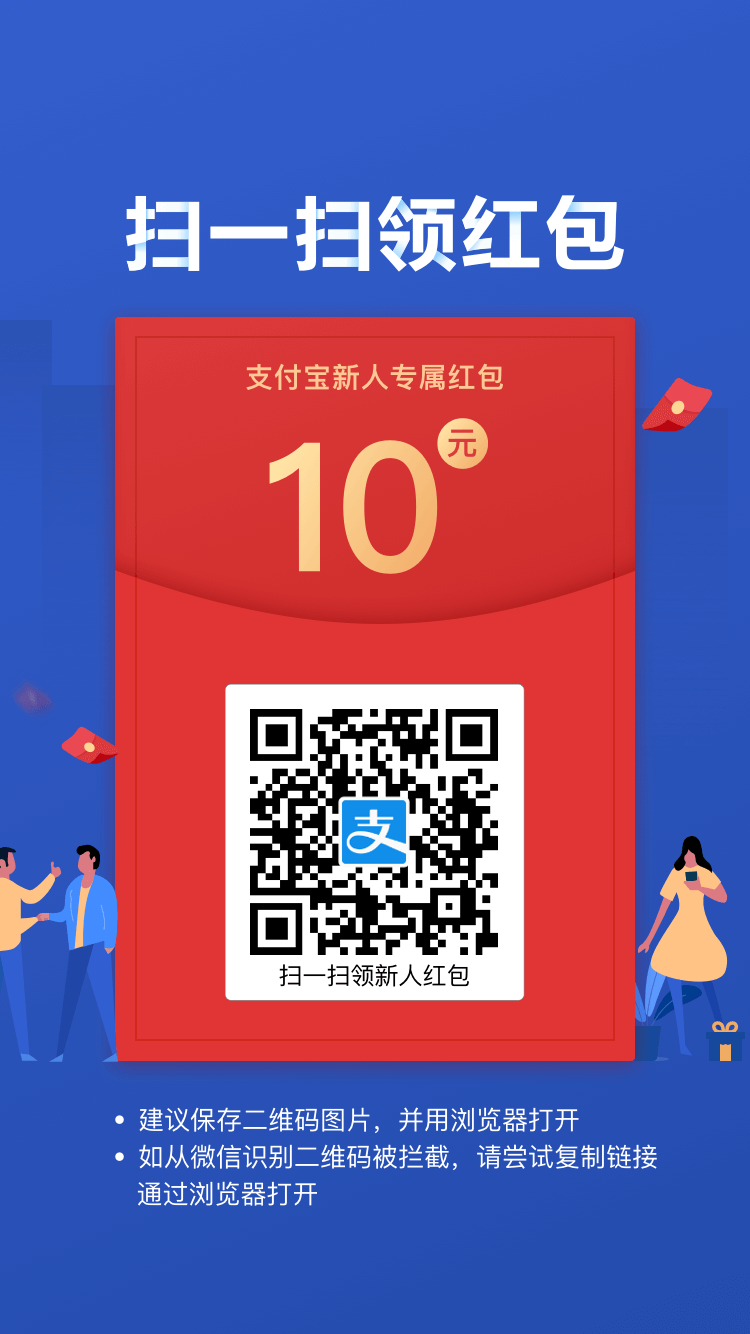 扫一扫领红包
支付宝新人专属红包
10元
支
扫一扫领新人红包
• 建议保存二维码图片，并用浏览器打开
• 如从微信识别二维码被拦截，请尝试复制链接
通过浏览器打开